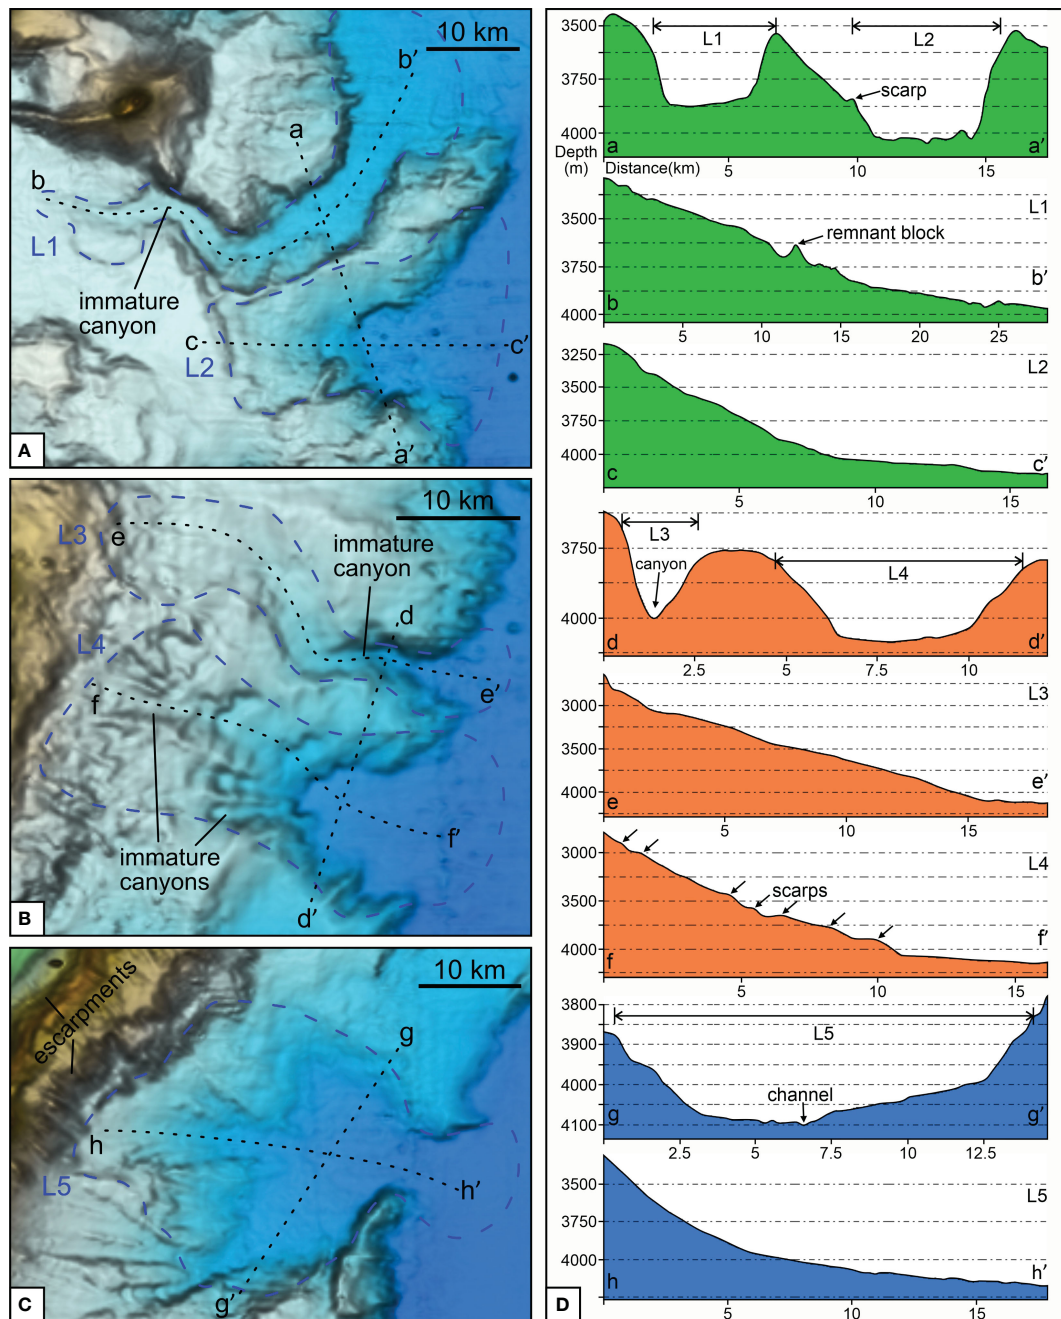 10 km
b'
a
b
L1
immature
canyon
c
c'
L2
a'
A
10 km
L3
e
immature
canyon
d
L4
e'
f
f'
immature
canyons
d'
B
escarpments
10 km
g
h
L5
h'
g'
C
3500
L1
L2
3750
scarp
4000
Depth
(m)
a
a'
Distance(km)
5
10
15
L1
3500
remnant block
3750
b'
b
4000
5
10
15
20
25
3250
L2
3500
3750
4000
c
c'
5
10
15
L3
3750
canyon
L4
4000
d
d'
2.5
5
7.5
10
L3
3000
3500
e'
4000
e
5
10
15
3000
L4
scarps
3500
f'
4000
f
5
10
15
3800
L5
3900
4000
channel
g
g'
4100
2.5
5
7.5
10
12.5
3500
L5
3750
4000
h
h'
D
5
10
15